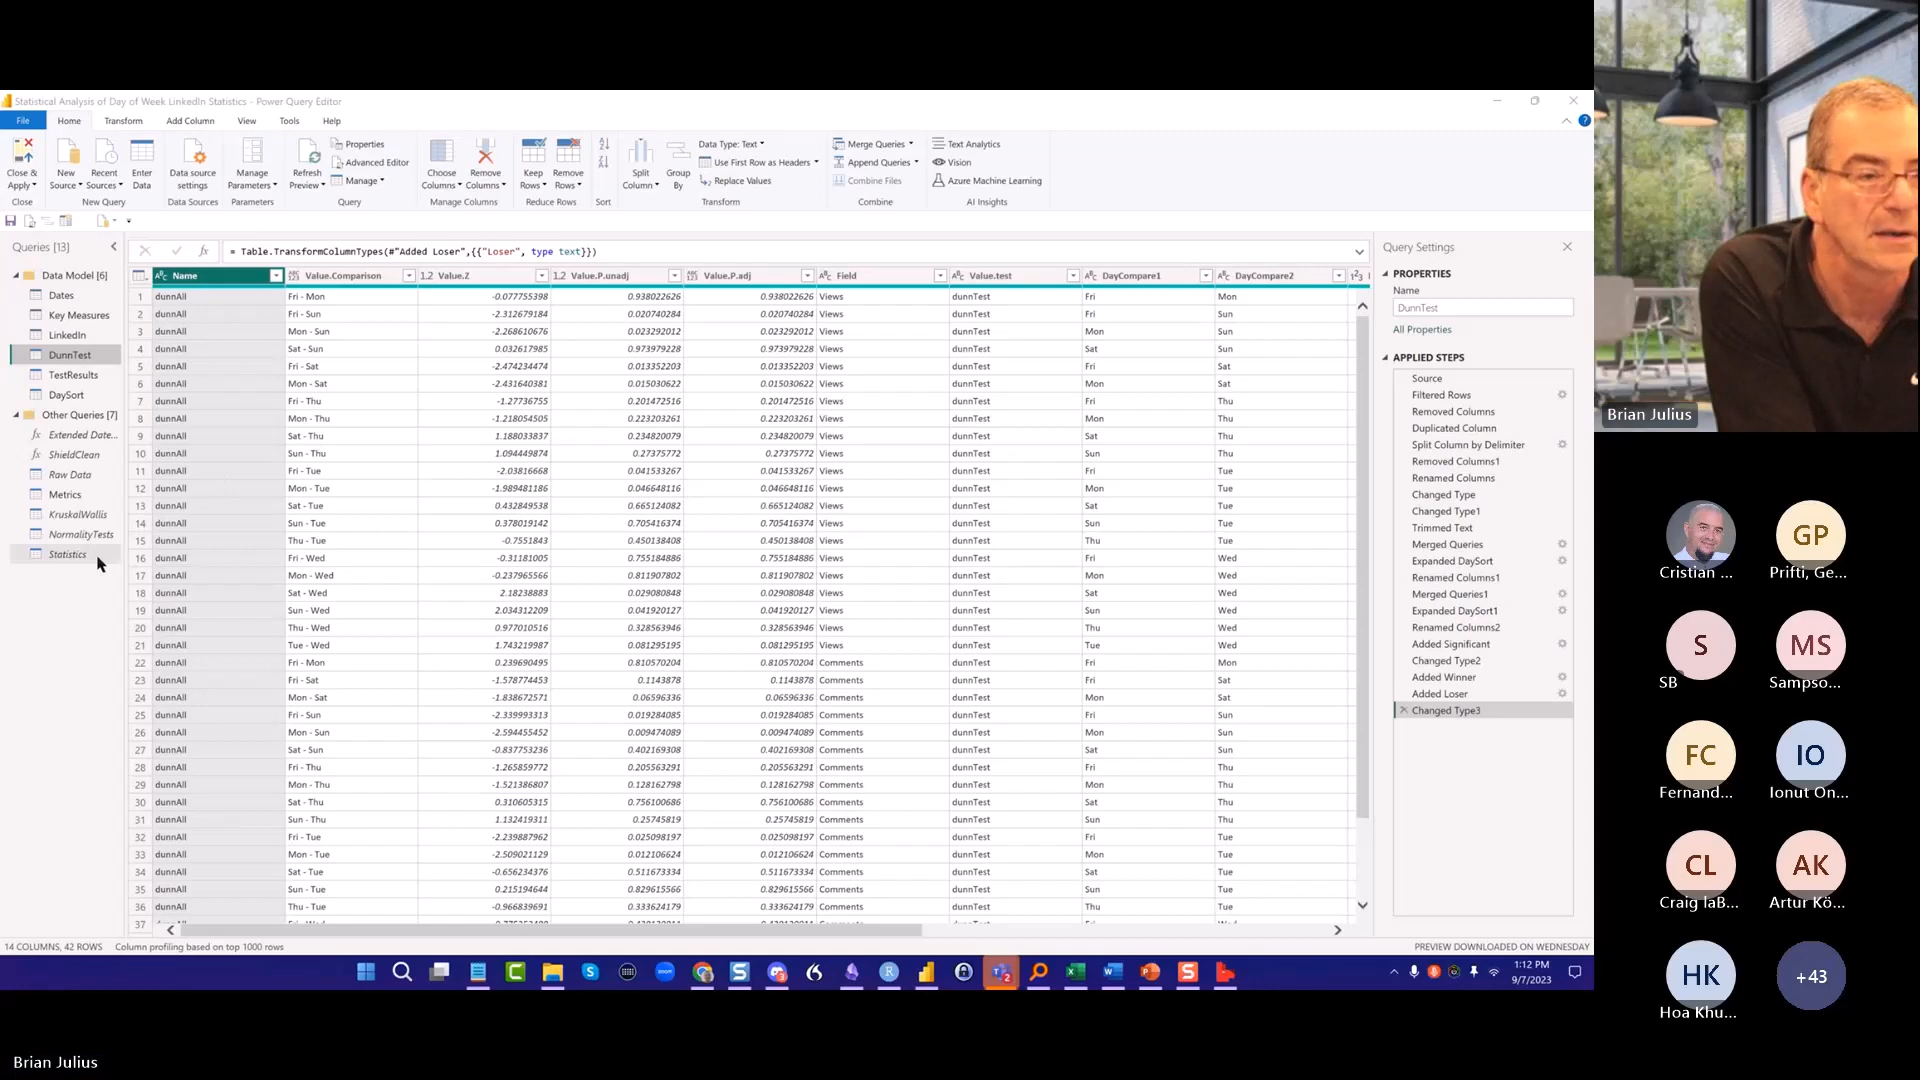 Statistical Analysis of Day of Week LinkedIn Statistics - Power Query Editor
File Home Transform Add Column View Tools Help
Close & Apply
New Source
Recent Sources
Enter Data
Data source settings
Manage Parameters
Refresh Preview
Properties
Advanced Editor
Manage
Choose Columns
Remove Columns
Keep Rows
Remove Rows
Split Column
Group By
Data Type: Text
Use First Row as Headers
Replace Values
Merge Queries
Append Queries
Combine Files
Text Analytics
Vision
Azure Machine Learning
Close New Query Data Sources Parameters Query Manage Columns Reduce Rows Sort Transform Combine AI Insights
Queries [13]
Data Model [6]
Dates
Key Measures
LinkedIn
DunnTest
TestResults
DaySort
Other Queries [7]
Extended Date...
ShieldClean
Raw Data
Metrics
KruskalWallis
NormalityTests
Statistics
= Table.TransformColumnTypes(#"Added Loser",{{"Loser", type text}})
Name Value.Comparison Value.Z Value.P.unadj Value.P.adj Field Value.test DayCompare1 DayCompare2
1 dunnAll Fri - Mon -0.077755398 0.938022626 0.938022626 Views dunnTest Fri Mon
2 dunnAll Fri - Sun -2.312679184 0.020740284 0.020740284 Views dunnTest Fri Sun
3 dunnAll Mon - Sun -2.268610676 0.023292012 0.023292012 Views dunnTest Mon Sun
4 dunnAll Sat - Sun 0.032617985 0.973979228 0.973979228 Views dunnTest Sat Sun
5 dunnAll Fri - Sat -2.474234474 0.013352203 0.013352203 Views dunnTest Fri Sat
6 dunnAll Mon - Sat -2.431640381 0.015030622 0.015030622 Views dunnTest Mon Sat
7 dunnAll Fri - Thu -1.27736755 0.201472516 0.201472516 Views dunnTest Fri Thu
8 dunnAll Mon - Thu -1.218054505 0.223203261 0.223203261 Views dunnTest Mon Thu
9 dunnAll Sat - Thu 1.188033837 0.234820079 0.234820079 Views dunnTest Sat Thu
10 dunnAll Sun - Thu 1.094449874 0.27375772 0.27375772 Views dunnTest Sun Thu
11 dunnAll Fri - Tue -2.03816668 0.041533267 0.041533267 Views dunnTest Fri Tue
12 dunnAll Mon - Tue -1.989481186 0.046648116 0.046648116 Views dunnTest Mon Tue
13 dunnAll Sat - Tue 0.432849538 0.665124082 0.665124082 Views dunnTest Sat Tue
14 dunnAll Sun - Tue 0.378019142 0.705416374 0.705416374 Views dunnTest Sun Tue
15 dunnAll Thu - Tue -0.7551843 0.450138408 0.450138408 Views dunnTest Thu Tue
16 dunnAll Fri - Wed -0.31181005 0.755184886 0.755184886 Views dunnTest Fri Wed
17 dunnAll Mon - Wed -0.237965566 0.811907802 0.811907802 Views dunnTest Mon Wed
18 dunnAll Sat - Wed 2.18238883 0.029080848 0.029080848 Views dunnTest Sat Wed
19 dunnAll Sun - Wed 2.034312209 0.041920127 0.041920127 Views dunnTest Sun Wed
20 dunnAll Thu - Wed 0.977010516 0.328563946 0.328563946 Views dunnTest Thu Wed
21 dunnAll Tue - Wed 1.743219987 0.081295195 0.081295195 Views dunnTest Tue Wed
22 dunnAll Fri - Mon 0.239690495 0.810570204 0.810570204 Comments dunnTest Fri Mon
23 dunnAll Fri - Sat -1.578774453 0.1143878 0.1143878 Comments dunnTest Fri Sat
24 dunnAll Mon - Sat -1.838672571 0.06596336 0.06596336 Comments dunnTest Mon Sat
25 dunnAll Fri - Sun -2.339993313 0.019284085 0.019284085 Comments dunnTest Fri Sun
26 dunnAll Mon - Sun -2.594455452 0.009474089 0.009474089 Comments dunnTest Mon Sun
27 dunnAll Sat - Sun -0.837753236 0.402169308 0.402169308 Comments dunnTest Sat Sun
28 dunnAll Fri - Thu -1.265859772 0.205563291 0.205563291 Comments dunnTest Fri Thu
29 dunnAll Mon - Thu -1.521386807 0.128162798 0.128162798 Comments dunnTest Mon Thu
30 dunnAll Sat - Thu 0.310605315 0.756100686 0.756100686 Comments dunnTest Sat Thu
31 dunnAll Sun - Thu 1.132419311 0.25745819 0.25745819 Comments dunnTest Sun Thu
32 dunnAll Fri - Tue -2.239887962 0.025098197 0.025098197 Comments dunnTest Fri Tue
33 dunnAll Mon - Tue -2.509021129 0.012106624 0.012106624 Comments dunnTest Mon Tue
34 dunnAll Sat - Tue -0.656234376 0.511673334 0.511673334 Comments dunnTest Sat Tue
35 dunnAll Sun - Tue 0.215194644 0.829615566 0.829615566 Comments dunnTest Sun Tue
36 dunnAll Thu - Tue -0.966839691 0.333624179 0.333624179 Comments dunnTest Thu Tue
37
Query Settings
PROPERTIES
Name
DunnTest
All Properties
APPLIED STEPS
Source
Filtered Rows
Removed Columns
Duplicated Column
Split Column by Delimiter
Removed Columns1
Renamed Columns
Changed Type
Changed Type1
Trimmed Text
Merged Queries
Expanded DaySort
Renamed Columns1
Merged Queries1
Expanded DaySort1
Renamed Columns2
Added Significant
Changed Type2
Added Winner
Added Loser
Changed Type3
14 COLUMNS, 42 ROWS Column profiling based on top 1000 rows
PREVIEW DOWNLOADED ON WEDNESDAY
1:12 PM
9/7/2023
Brian Julius
Cristian ...
GP
Prifti, Ge...
S
SB
MS
Sampso...
FC
Fernand...
IO
Ionut On...
CL
Craig laB...
AK
Artur Kö...
HK
Hoa Khu...
+43
Brian Julius